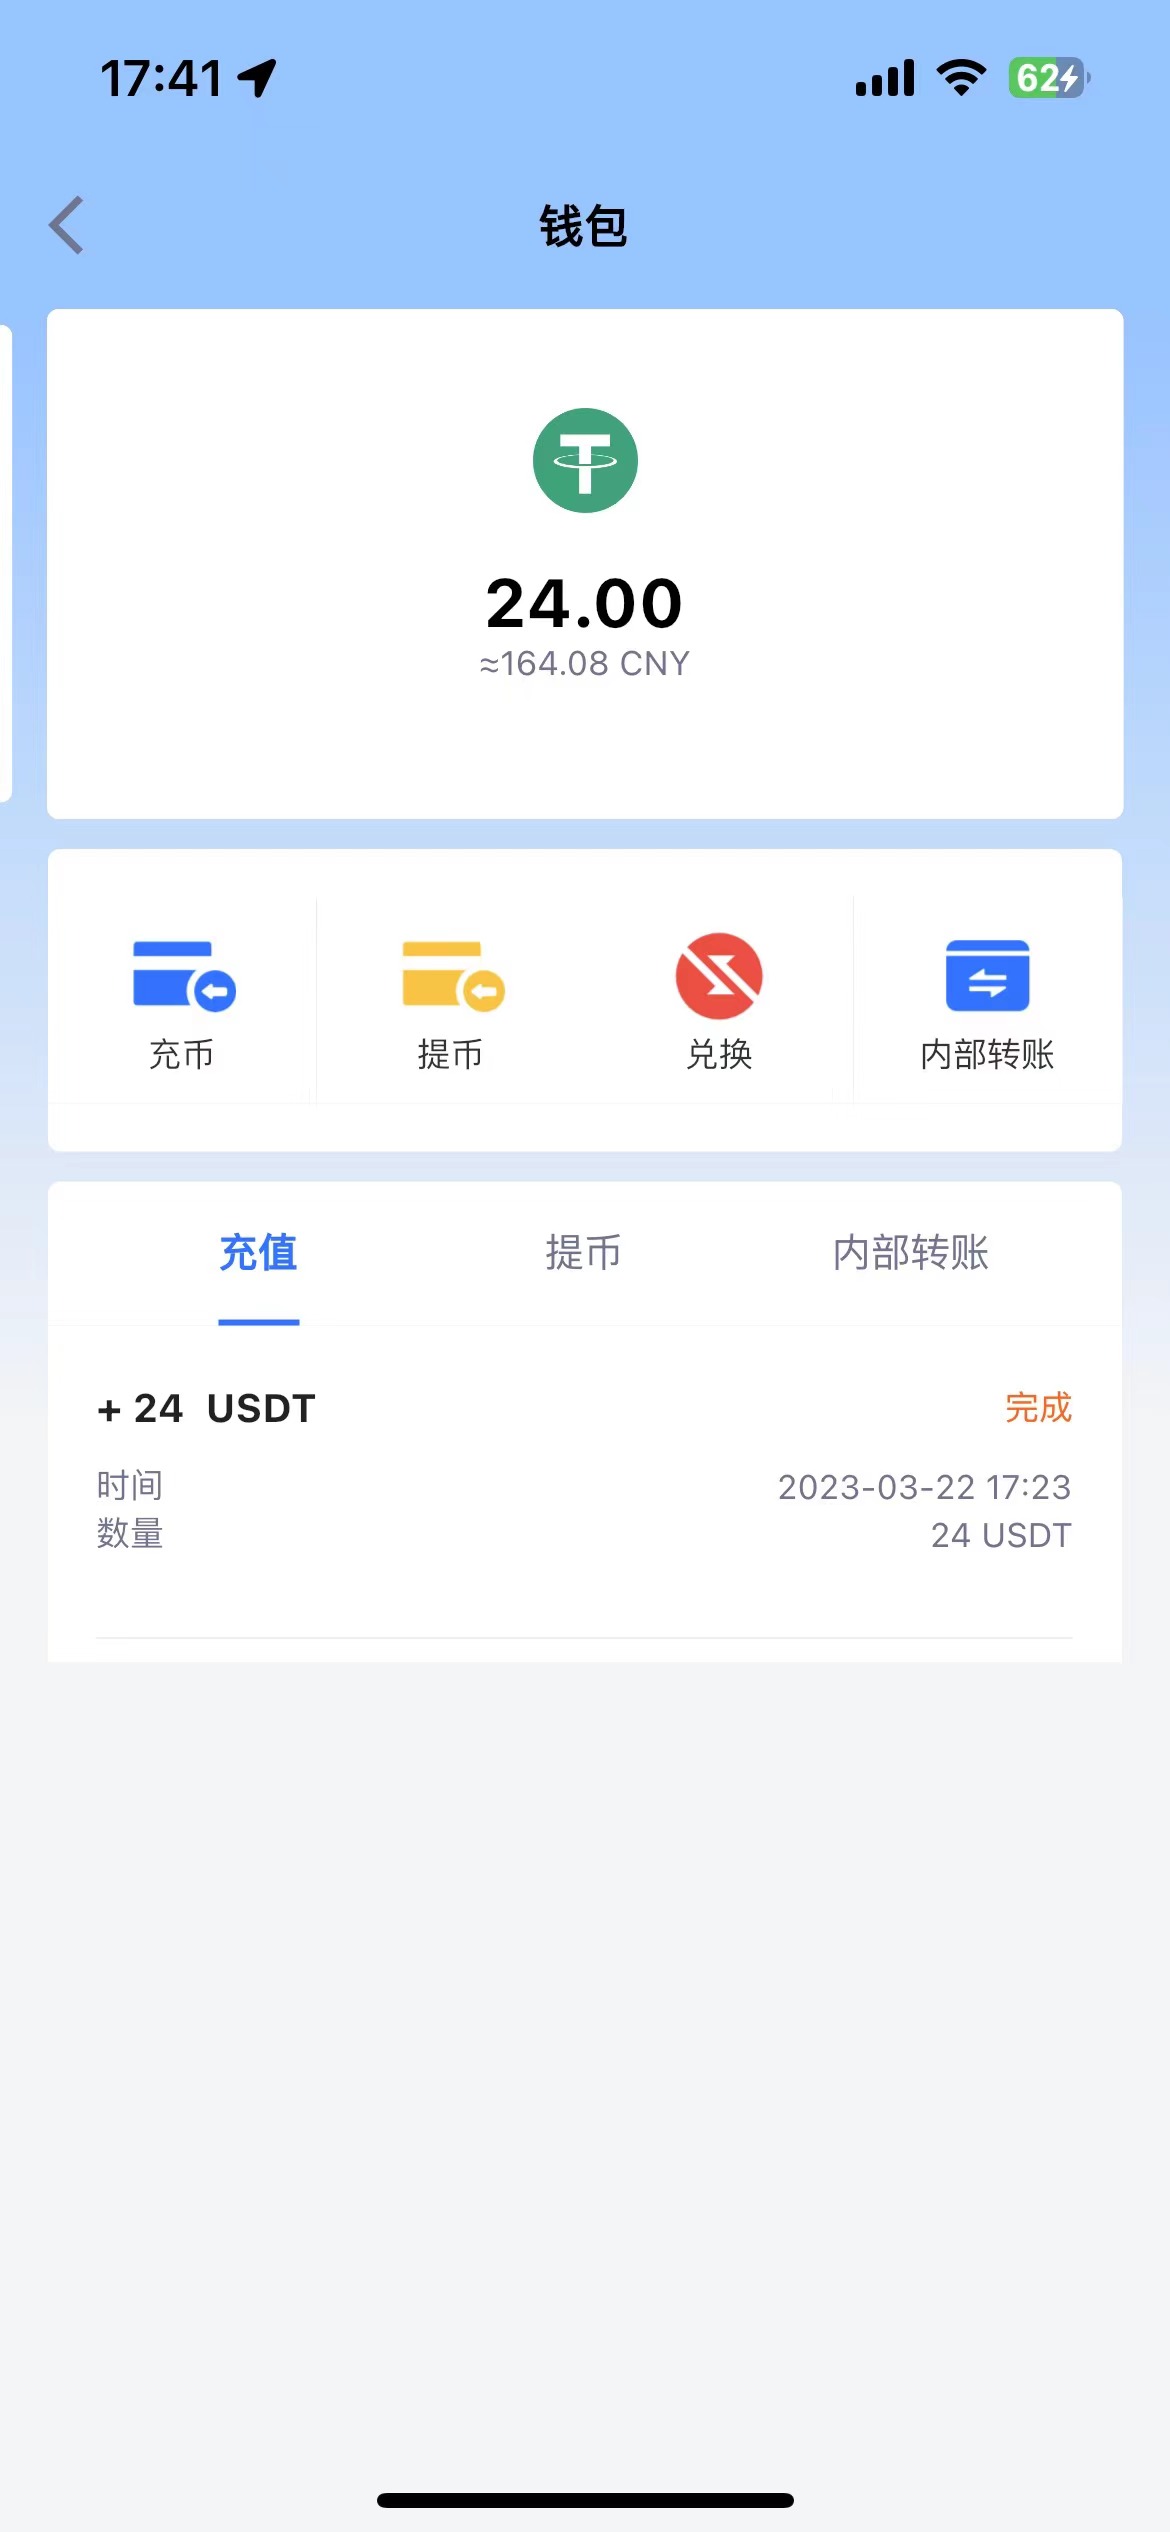 17:41
62
钱包
24.00
≈164.08 CNY
充币
提币
兑换
内部转账
充值
提币
内部转账
+ 24 USDT
完成
时间
2023-03-22 17:23
数量
24 USDT